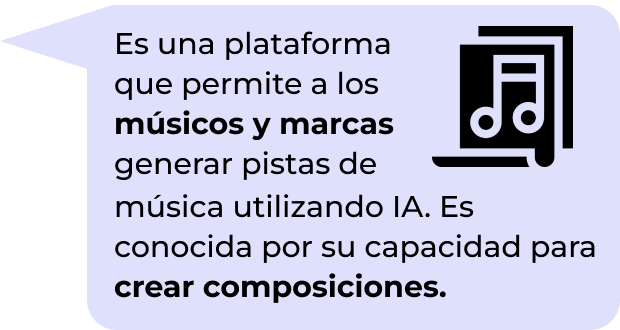 Es una plataforma
que permite a los
músicos y marcas
generar pistas de
música utilizando IA. Es
conocida por su capacidad para
crear composiciones.